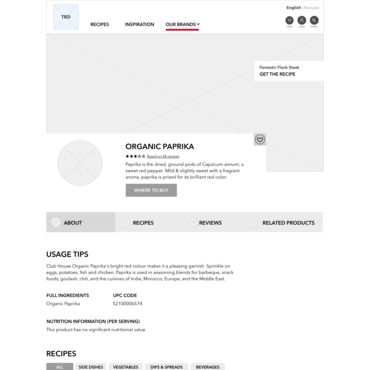 English | Français
TBD
RECIPES INSPIRATION OUR BRANDS
Fantastic Flank Steak
GET THE RECIPE
ORGANIC PAPRIKA
Based on 48 reviews
Paprika is the dried, ground pods of Capsicum annum, a
sweet red pepper. Mild & slightly sweet with a fragrant
aroma, paprika is prized for its brilliant red color.
WHERE TO BUY
ABOUT RECIPES REVIEWS RELATED PRODUCTS
USAGE TIPS
Club House Organic Paprika's bright red colour makes it a pleasing garnish. Sprinkle on
eggs, potatoes, fish and chicken. Paprika is used in seasoning blends for barbeque, snack
foods, goulash, chili, and the cuisines of India, Morocco, Europe, and the Middle East.
FULL INGREDIENTS UPC CODE
Organic Paprika 52100006574
NUTRITION INFORMATION (PER SERVING)
This product has no significant nutritional value.
RECIPES
ALL SIDE DISHES VEGETABLES DIPS & SPREADS BEVERAGES